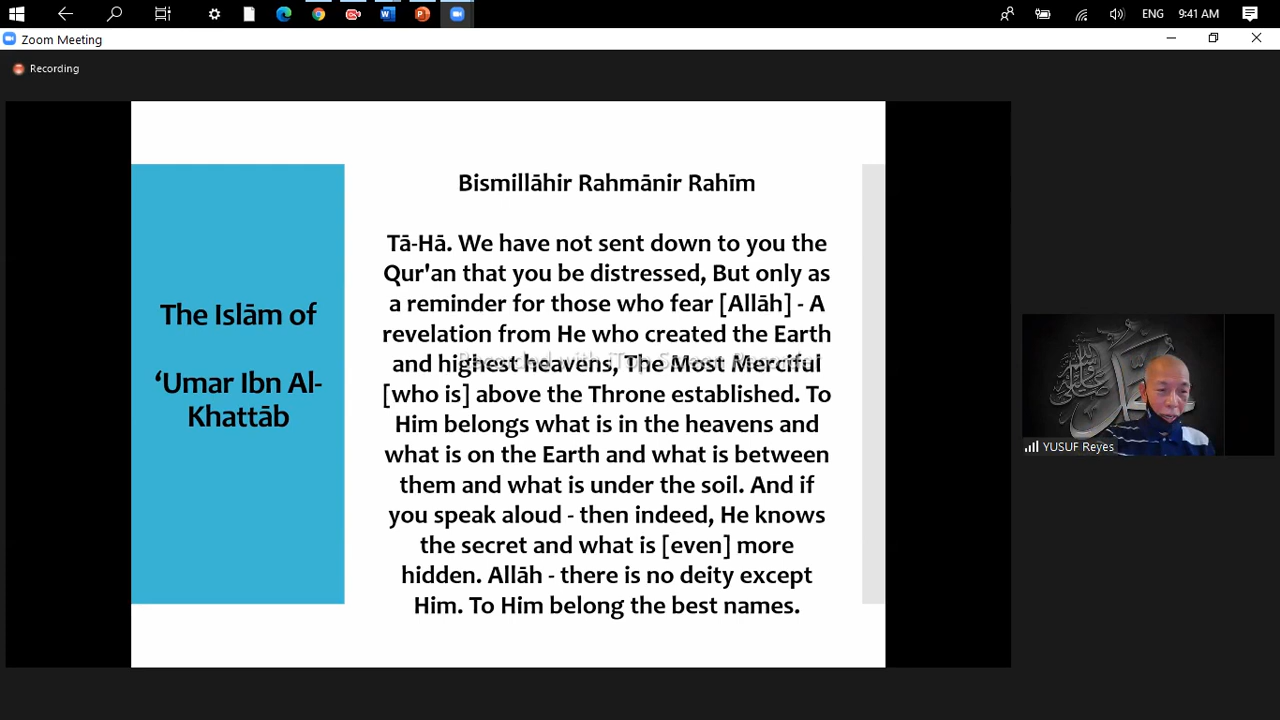 ENG
9:41 AM
Zoom Meeting
Recording
The Islām of
‘Umar Ibn Al-
Khattāb
Bismillāhir Rahmānir Rahīm
Tā-Hā. We have not sent down to you the
Qur'an that you be distressed, But only as
a reminder for those who fear [Allāh] - A
revelation from He who created the Earth
and highest heavens, The Most Merciful
[who is] above the Throne established. To
Him belongs what is in the heavens and
what is on the Earth and what is between
them and what is under the soil. And if
you speak aloud - then indeed, He knows
the secret and what is [even] more
hidden. Allāh - there is no deity except
Him. To Him belong the best names.
Recorded with iTop Screen Recorder
YUSUF Reyes